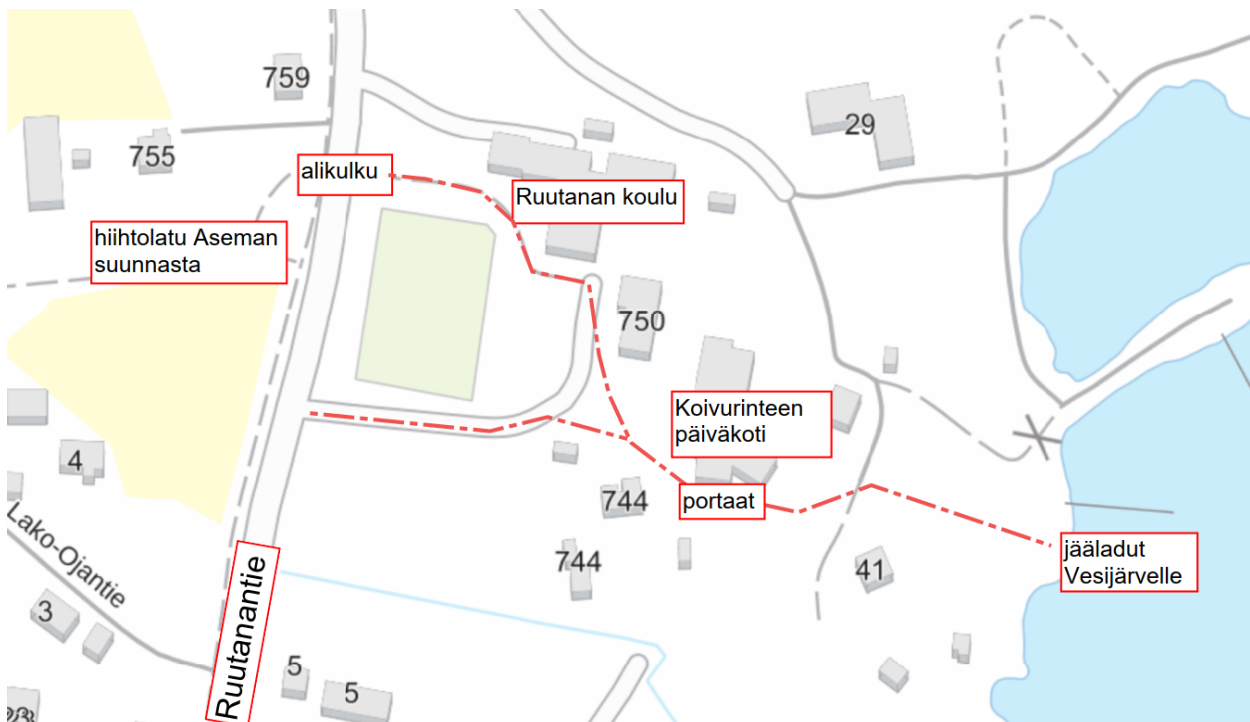 759
29
755
alikulku
Ruutanan koulu
hiihtolatu Aseman
suunnasta
750
Koivurinteen
päiväkoti
4
744
portaat
Lako-Ojantie
jääladut
Vesijärvelle
744
41
3
Ruutanantie
5
5